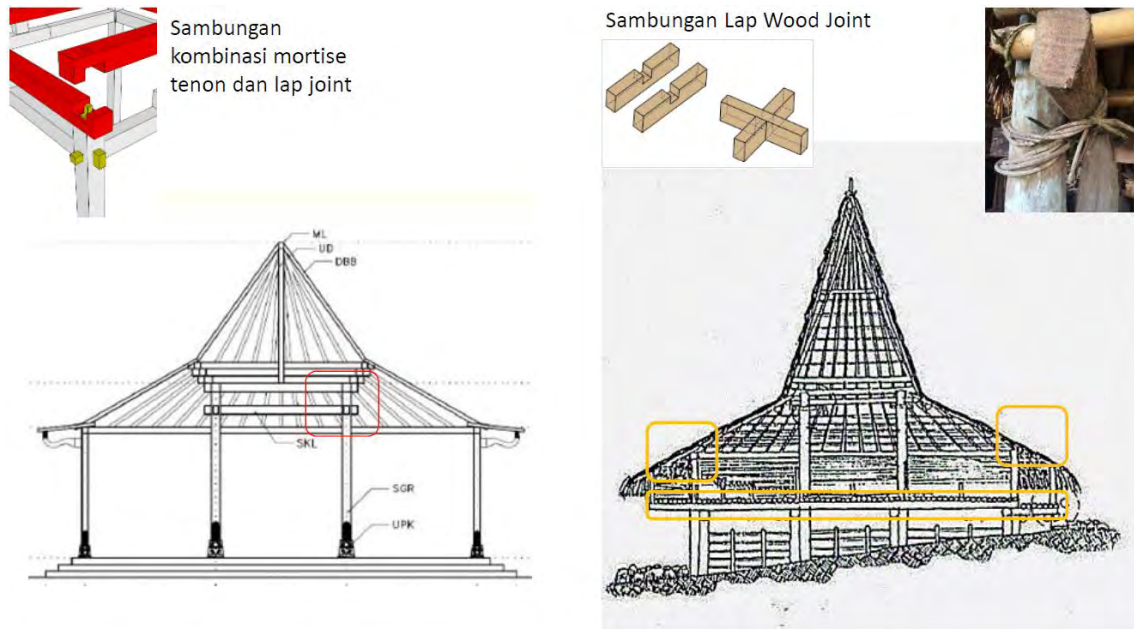 Sambungan
kombinasi mortise
tenon dan lap joint
Sambungan Lap Wood Joint
ML
UD
DBB
SKL
SGR
UPK